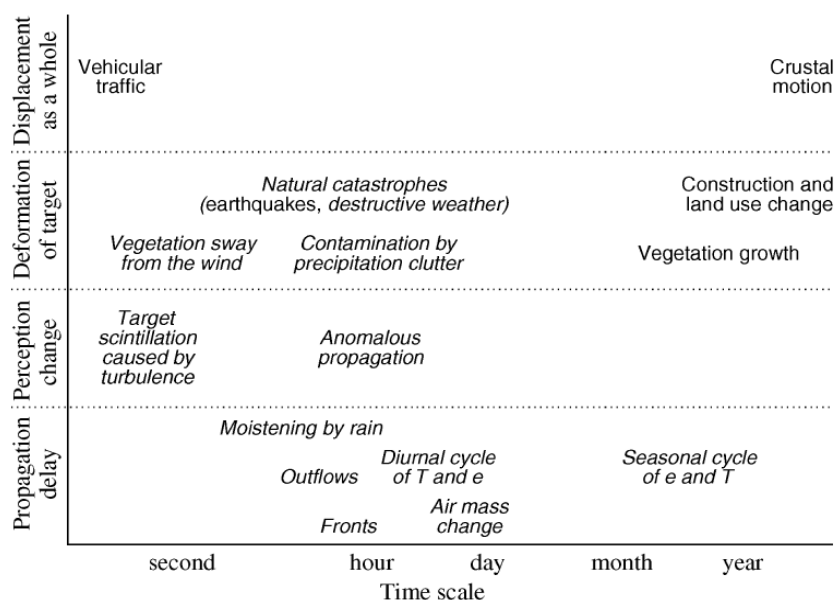 Displacement
as a whole
Vehicular
traffic
Crustal
motion
Deformation
of target
Natural catastrophes
(earthquakes, destructive weather)
Construction and
land use change
Vegetation sway
from the wind
Contamination by
precipitation clutter
Vegetation growth
Perception
change
Target
scintillation
caused by
turbulence
Anomalous
propagation
Propagation
delay
Moistening by rain
Outflows
Diurnal cycle
of T and e
Seasonal cycle
of e and T
Fronts
Air mass
change
second hour day month year
Time scale